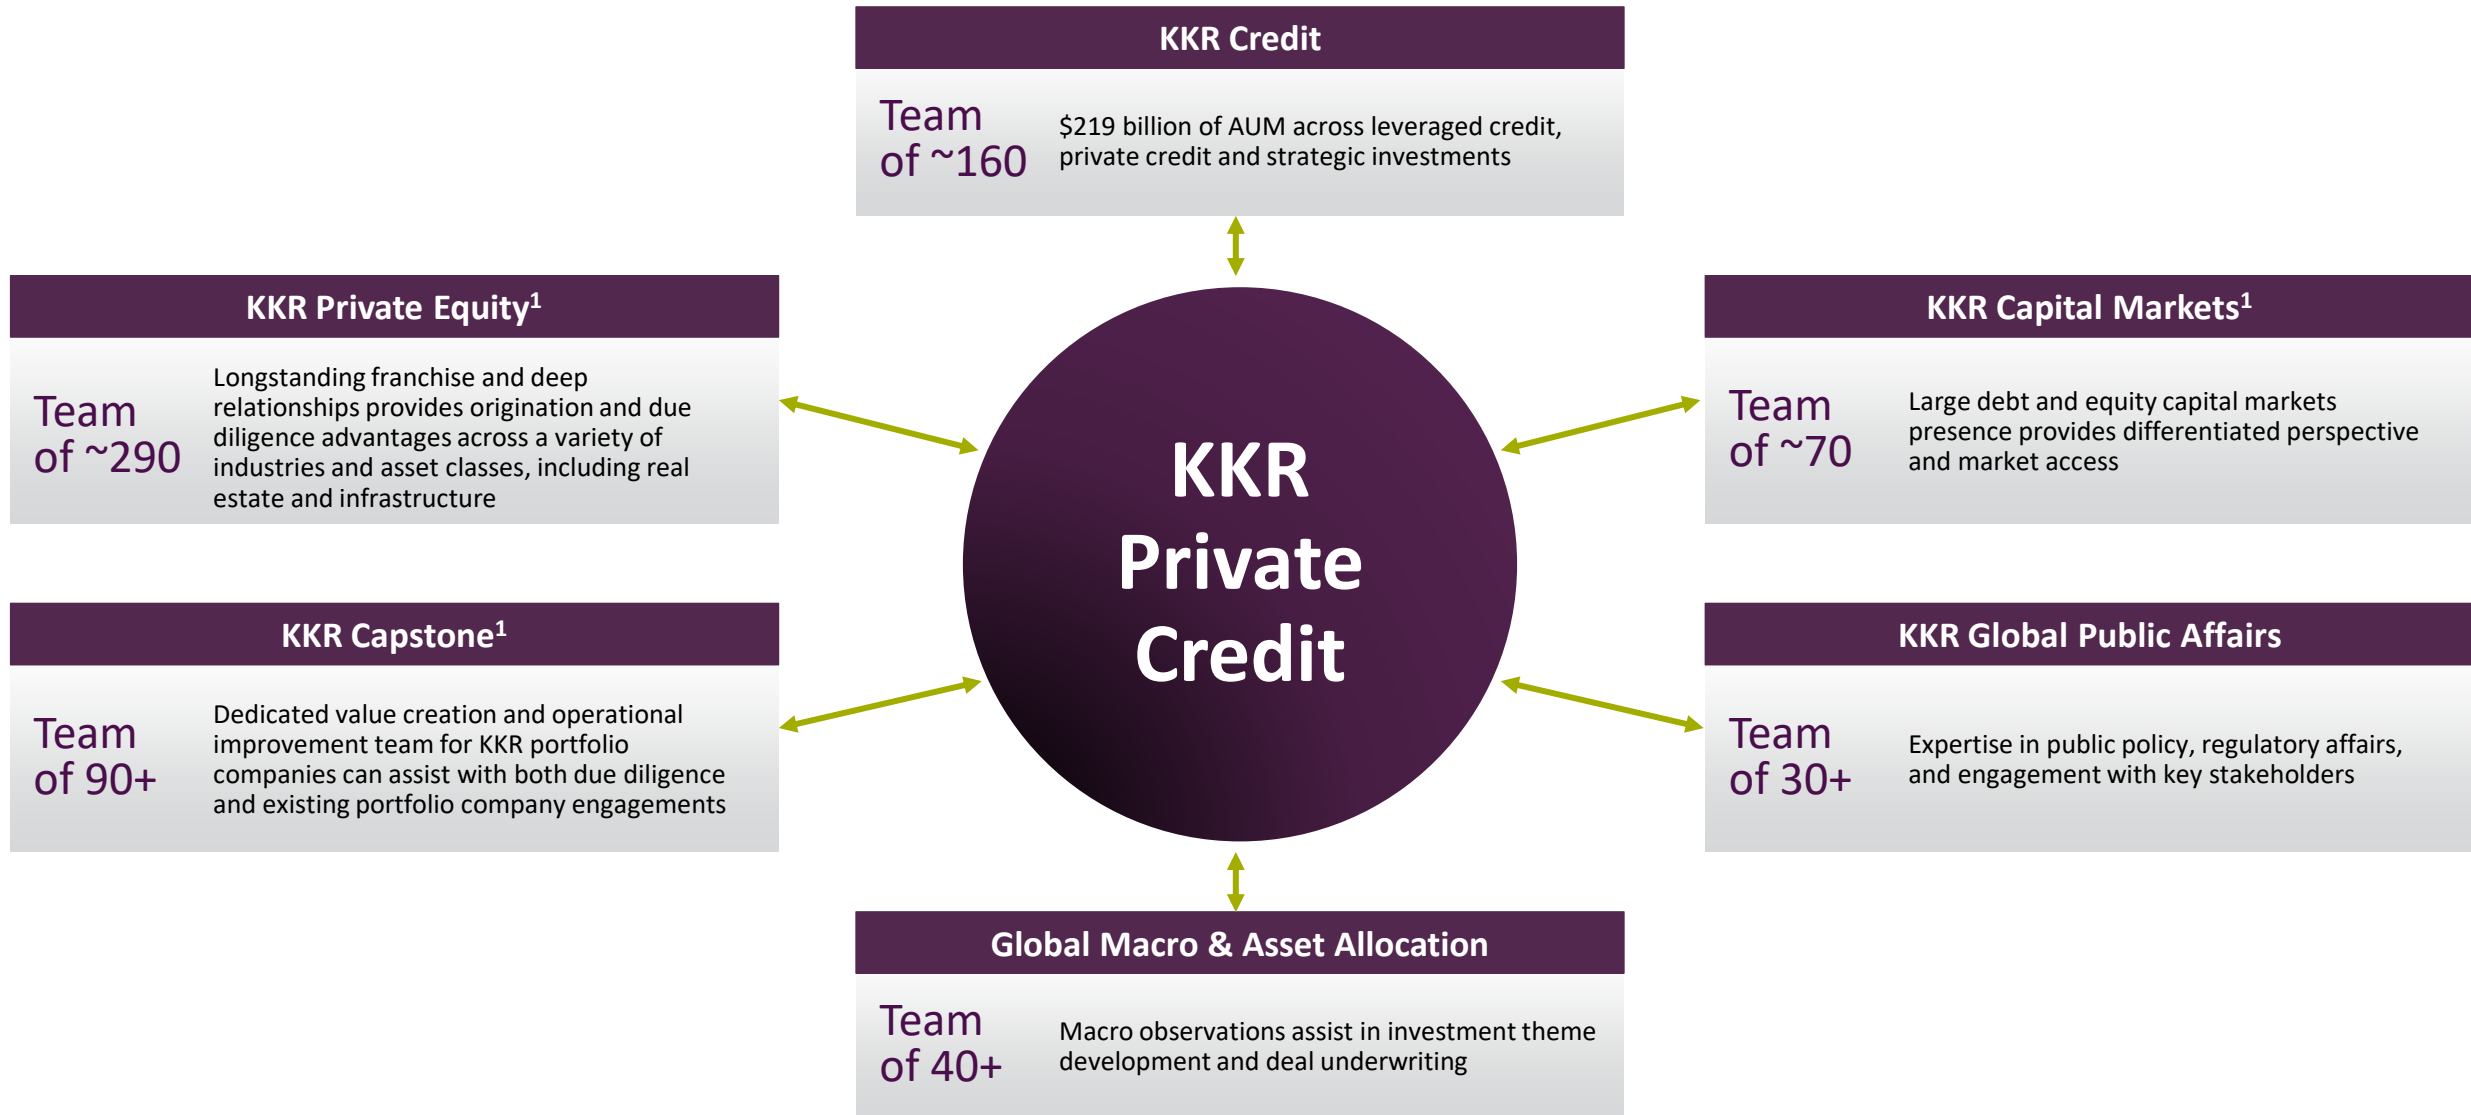 KKR Credit
Team
of ~160
$219 billion of AUM across leveraged credit,
private credit and strategic investments
KKR Private Equity¹
Team
of ~290
Longstanding franchise and deep
relationships provides origination and due
diligence advantages across a variety of
industries and asset classes, including real
estate and infrastructure
KKR Capital Markets¹
Team
of ~70
Large debt and equity capital markets
presence provides differentiated perspective
and market access
KKR
Private
Credit
KKR Capstone¹
Team
of 90+
Dedicated value creation and operational
improvement team for KKR portfolio
companies can assist with both due diligence
and existing portfolio company engagements
KKR Global Public Affairs
Team
of 30+
Expertise in public policy, regulatory affairs,
and engagement with key stakeholders
Global Macro & Asset Allocation
Team
of 40+
Macro observations assist in investment theme
development and deal underwriting